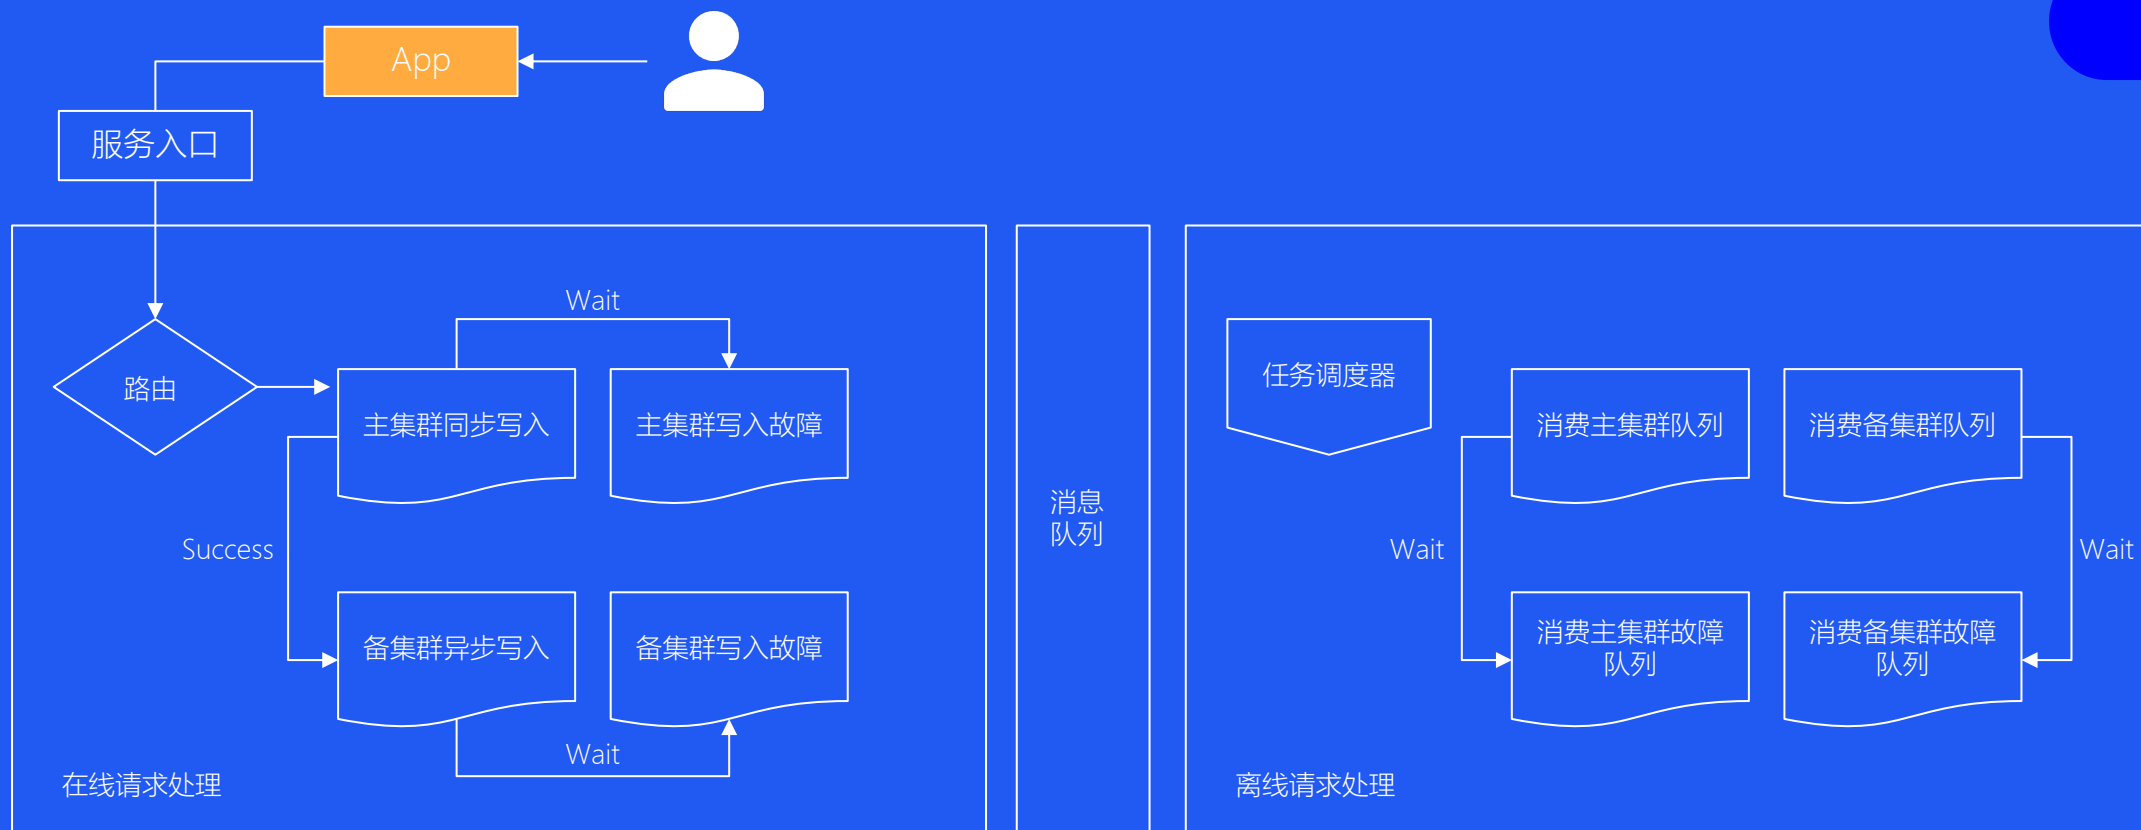 App
服务入口
Wait
路由
主集群同步写入
主集群写入故障
Success
备集群异步写入
备集群写入故障
Wait
在线请求处理
消息
队列
任务调度器
消费主集群队列
消费备集群队列
Wait
Wait
消费主集群故障
队列
消费备集群故障
队列
离线请求处理